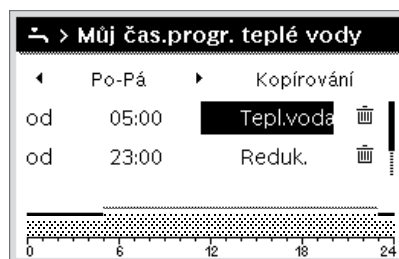 > Můj čas.progr. teplé vody
Po-Pá Kopírování
od 05:00 Tepl.voda
od 23:00 Reduk.
0 6 12 18 24